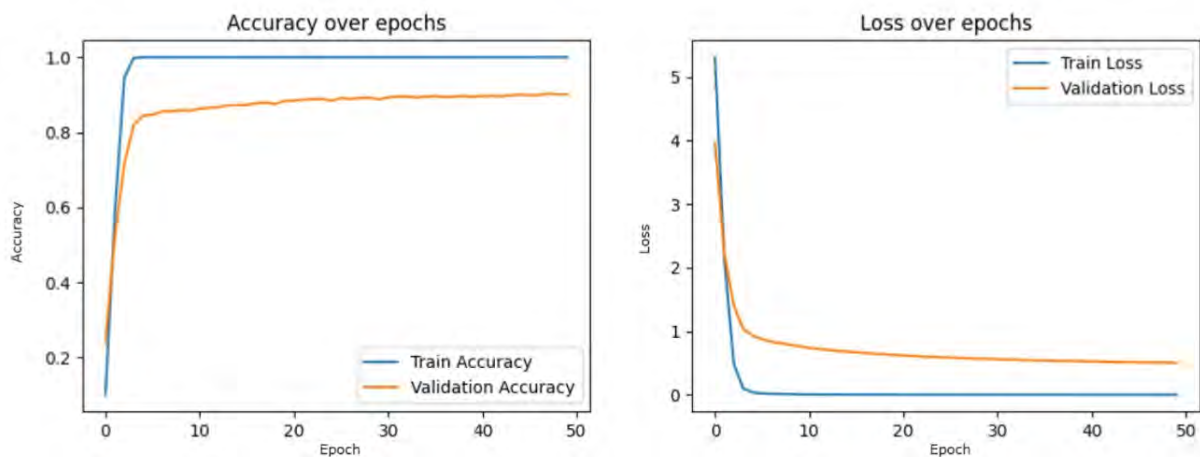 Accuracy over epochs
1.0
0.8
0.6
0.4
0.2
Accuracy
Train Accuracy
Validation Accuracy
0 10 20 30 40 50
Epoch
Loss over epochs
5
4
3
2
1
0
Loss
Train Loss
Validation Loss
0 10 20 30 40 50
Epoch